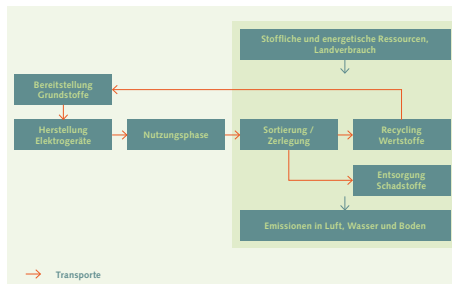 Stoffliche und energetische Ressourcen,
Landverbrauch
Bereitstellung
Grundstoffe
Herstellung
Elektrogeräte
Nutzungsphase
Sortierung /
Zerlegung
Recycling
Wertstoffe
Entsorgung
Schadstoffe
Emissionen in Luft, Wasser und Boden
Transporte